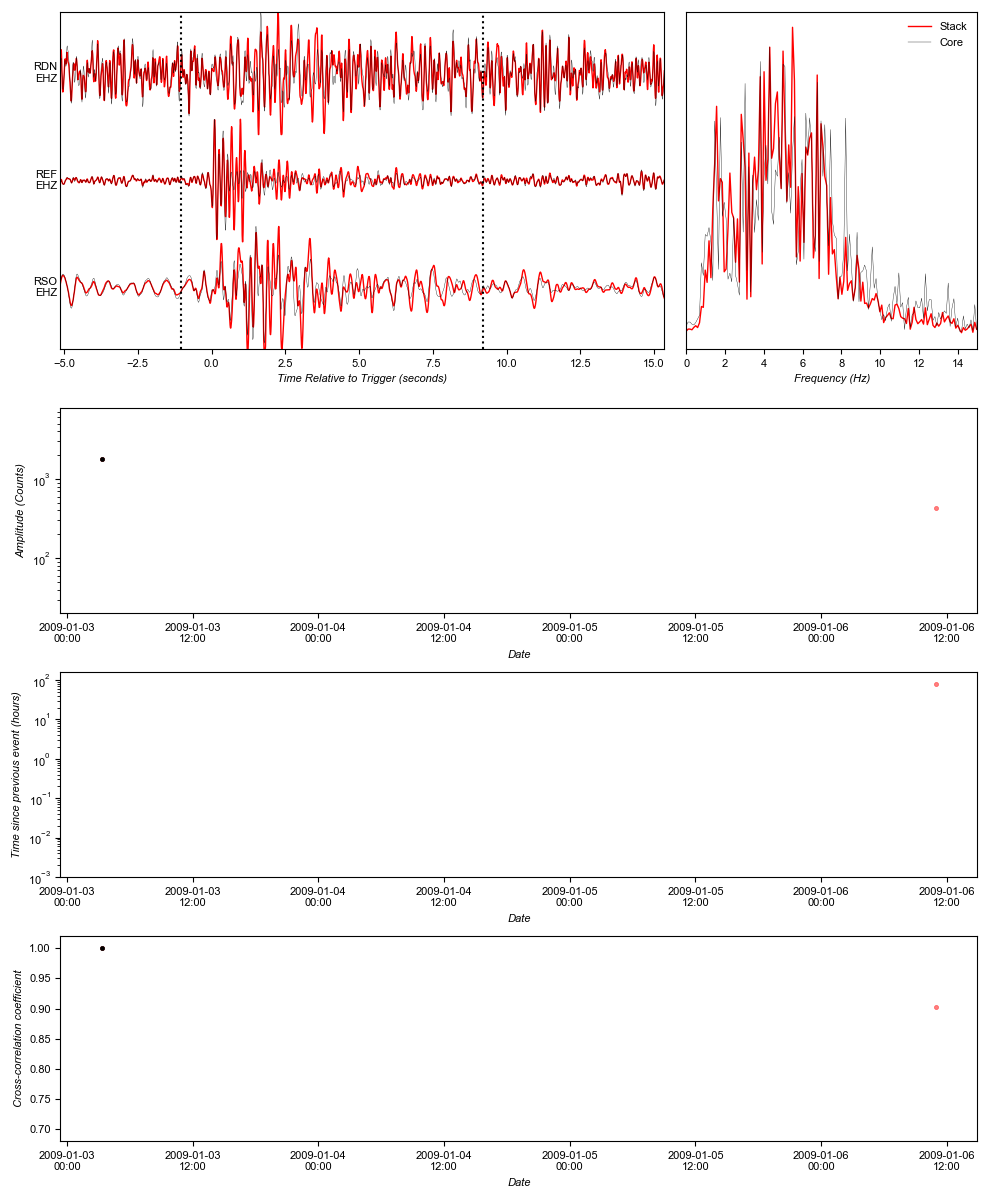 RDN
EHZ
REF
EHZ
RSO
EHZ
−5.0 −2.5 0.0 2.5 5.0 7.5 10.0 12.5 15.0
Time Relative to Trigger (seconds)
Stack
Core
0 2 4 6 8 10 12 14
Frequency (Hz)
Amplitude (Counts)
10³
10²
2009-01-03 2009-01-03 2009-01-04 2009-01-04 2009-01-05 2009-01-05 2009-01-06 2009-01-06
00:00 12:00 00:00 12:00 00:00 12:00 00:00 12:00
Date
Time since previous event (hours)
10²
10¹
10⁰
10⁻¹
10⁻²
10⁻³
2009-01-03 2009-01-03 2009-01-04 2009-01-04 2009-01-05 2009-01-05 2009-01-06 2009-01-06
00:00 12:00 00:00 12:00 00:00 12:00 00:00 12:00
Date
Cross-correlation coefficient
1.00
0.95
0.90
0.85
0.80
0.75
0.70
2009-01-03 2009-01-03 2009-01-04 2009-01-04 2009-01-05 2009-01-05 2009-01-06 2009-01-06
00:00 12:00 00:00 12:00 00:00 12:00 00:00 12:00
Date